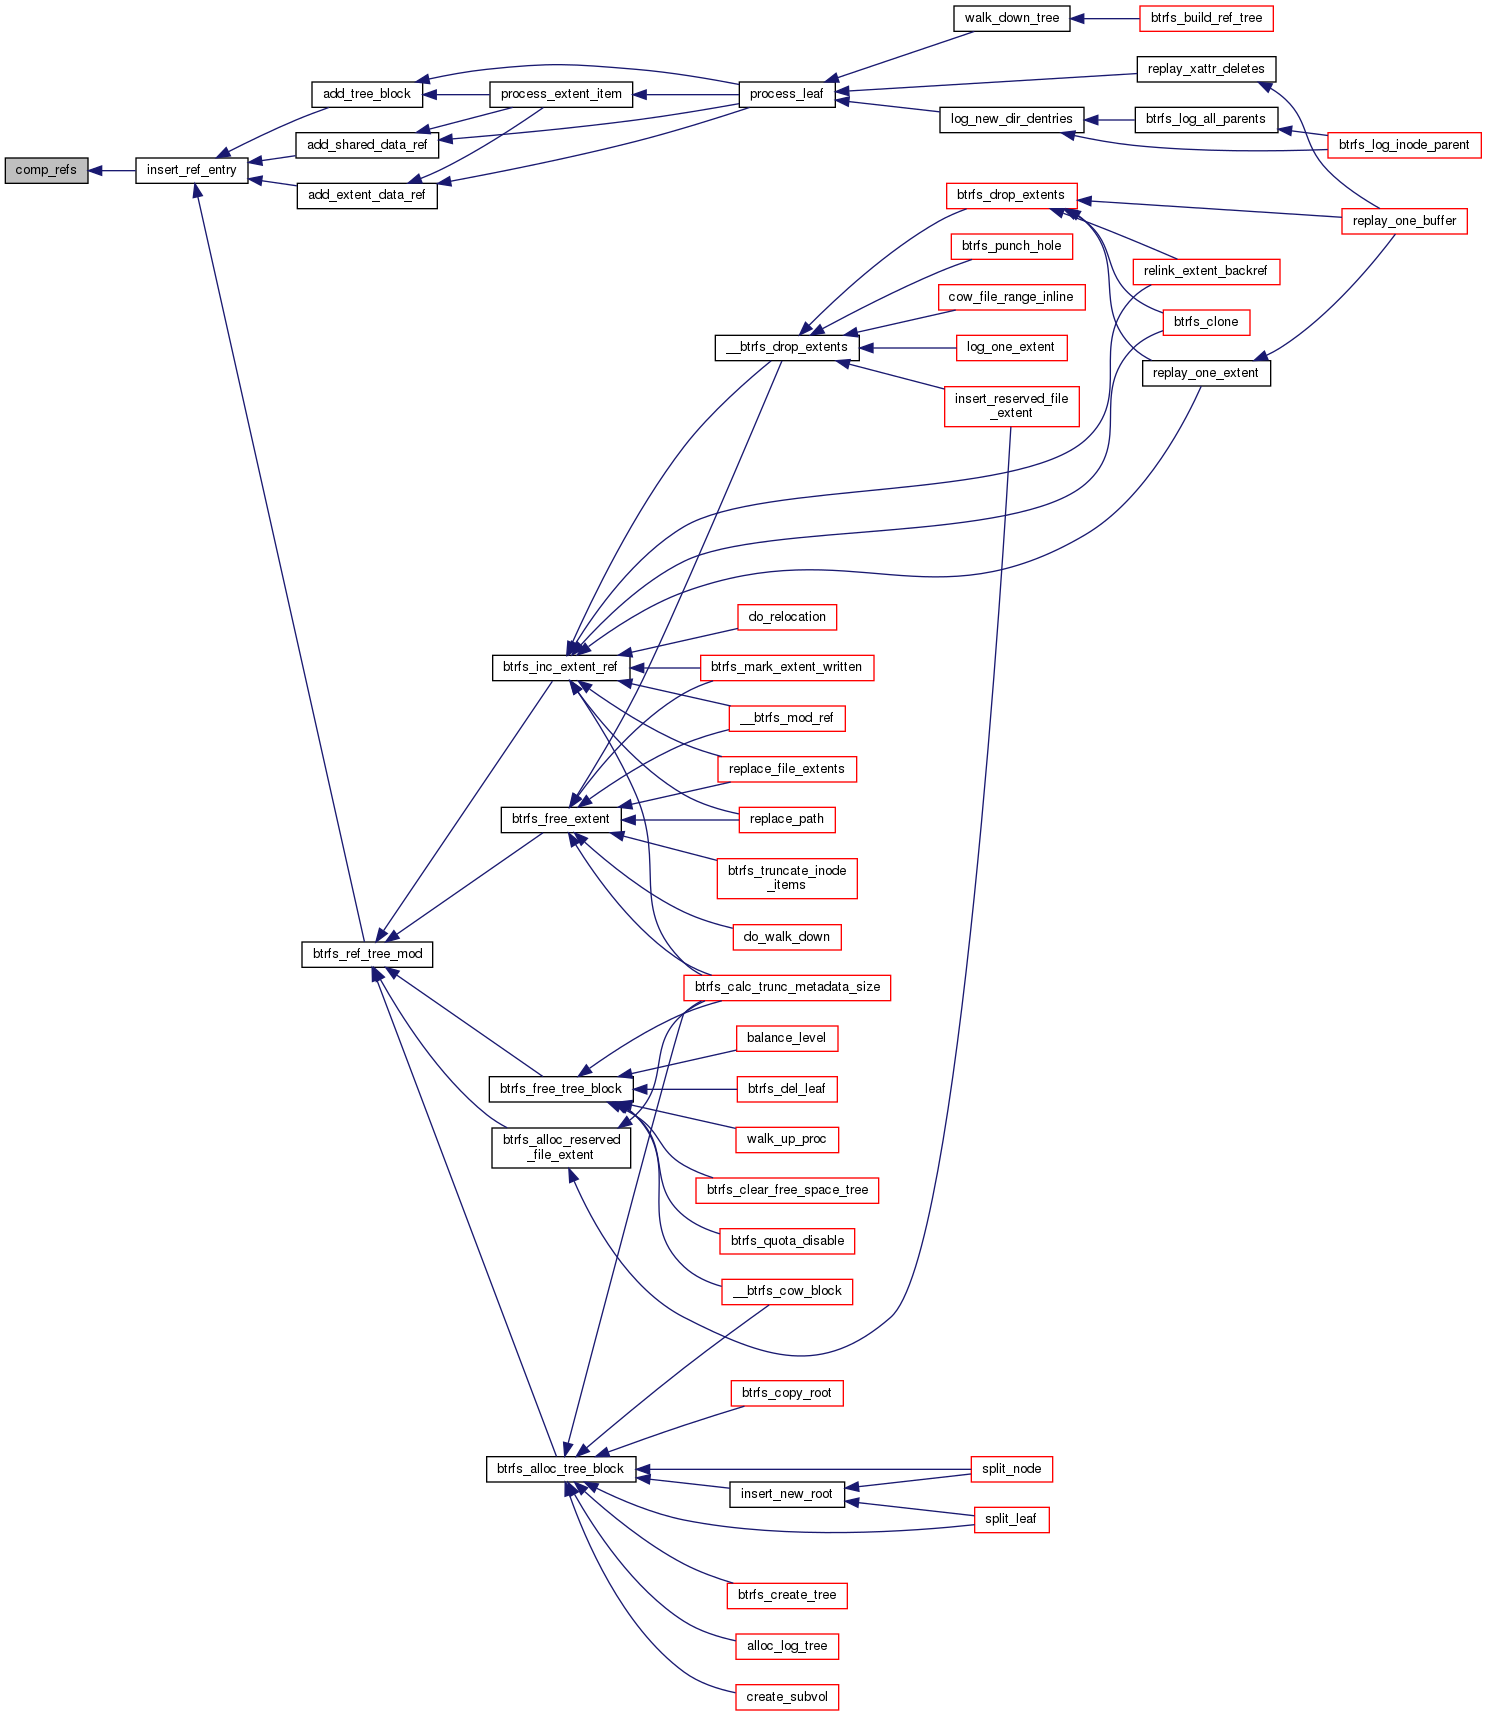 walk_down_tree
btrfs_build_ref_tree
replay_xattr_deletes
add_tree_block
process_extent_item
process_leaf
log_new_dir_dentries
btrfs_log_all_parents
add_shared_data_ref
btrfs_log_inode_parent
comp_refs
insert_ref_entry
add_extent_data_ref
btrfs_drop_extents
replay_one_buffer
btrfs_punch_hole
relink_extent_backref
cow_file_range_inline
btrfs_clone
__btrfs_drop_extents
log_one_extent
replay_one_extent
insert_reserved_file
_extent
do_relocation
btrfs_inc_extent_ref
btrfs_mark_extent_written
__btrfs_mod_ref
replace_file_extents
btrfs_free_extent
replace_path
btrfs_truncate_inode
_items
do_walk_down
btrfs_ref_tree_mod
btrfs_calc_trunc_metadata_size
balance_level
btrfs_free_tree_block
btrfs_del_leaf
walk_up_proc
btrfs_alloc_reserved
_file_extent
btrfs_clear_free_space_tree
btrfs_quota_disable
__btrfs_cow_block
btrfs_copy_root
btrfs_alloc_tree_block
split_node
insert_new_root
split_leaf
btrfs_create_tree
alloc_log_tree
create_subvol